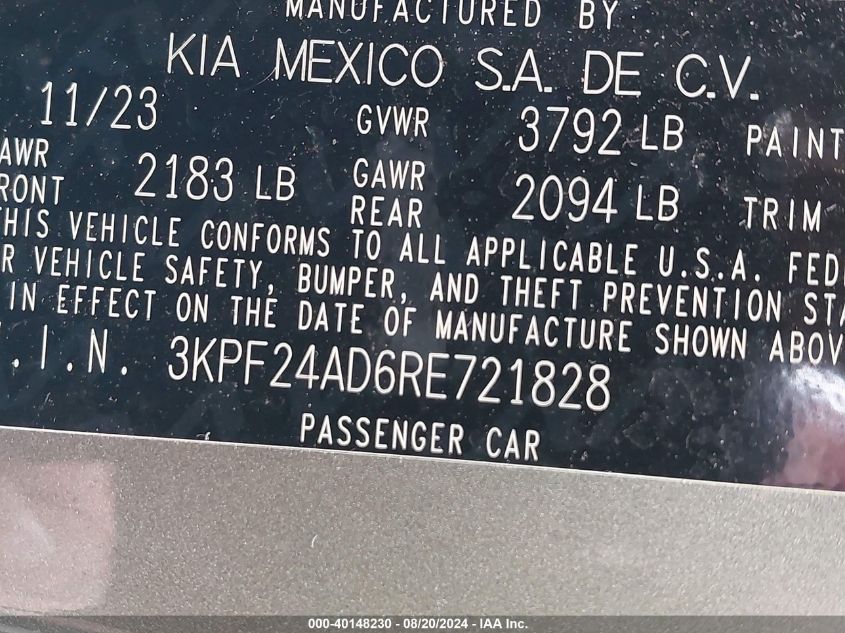 MANUFACTURED BY
KIA MEXICO S.A. DE C.V.
11/23 GVWR 3792 LB PAINT
AWR
RONT 2183 LB GAWR
REAR 2094 LB TRIM
THIS VEHICLE CONFORMS TO ALL APPLICABLE U.S.A. FED
R VEHICLE SAFETY, BUMPER, AND THEFT PREVENTION STA
IN EFFECT ON THE DATE OF MANUFACTURE SHOWN ABOV
.I.N. 3KPF24AD6RE721828
PASSENGER CAR
000-40148230 - 08/20/2024 - IAA Inc.